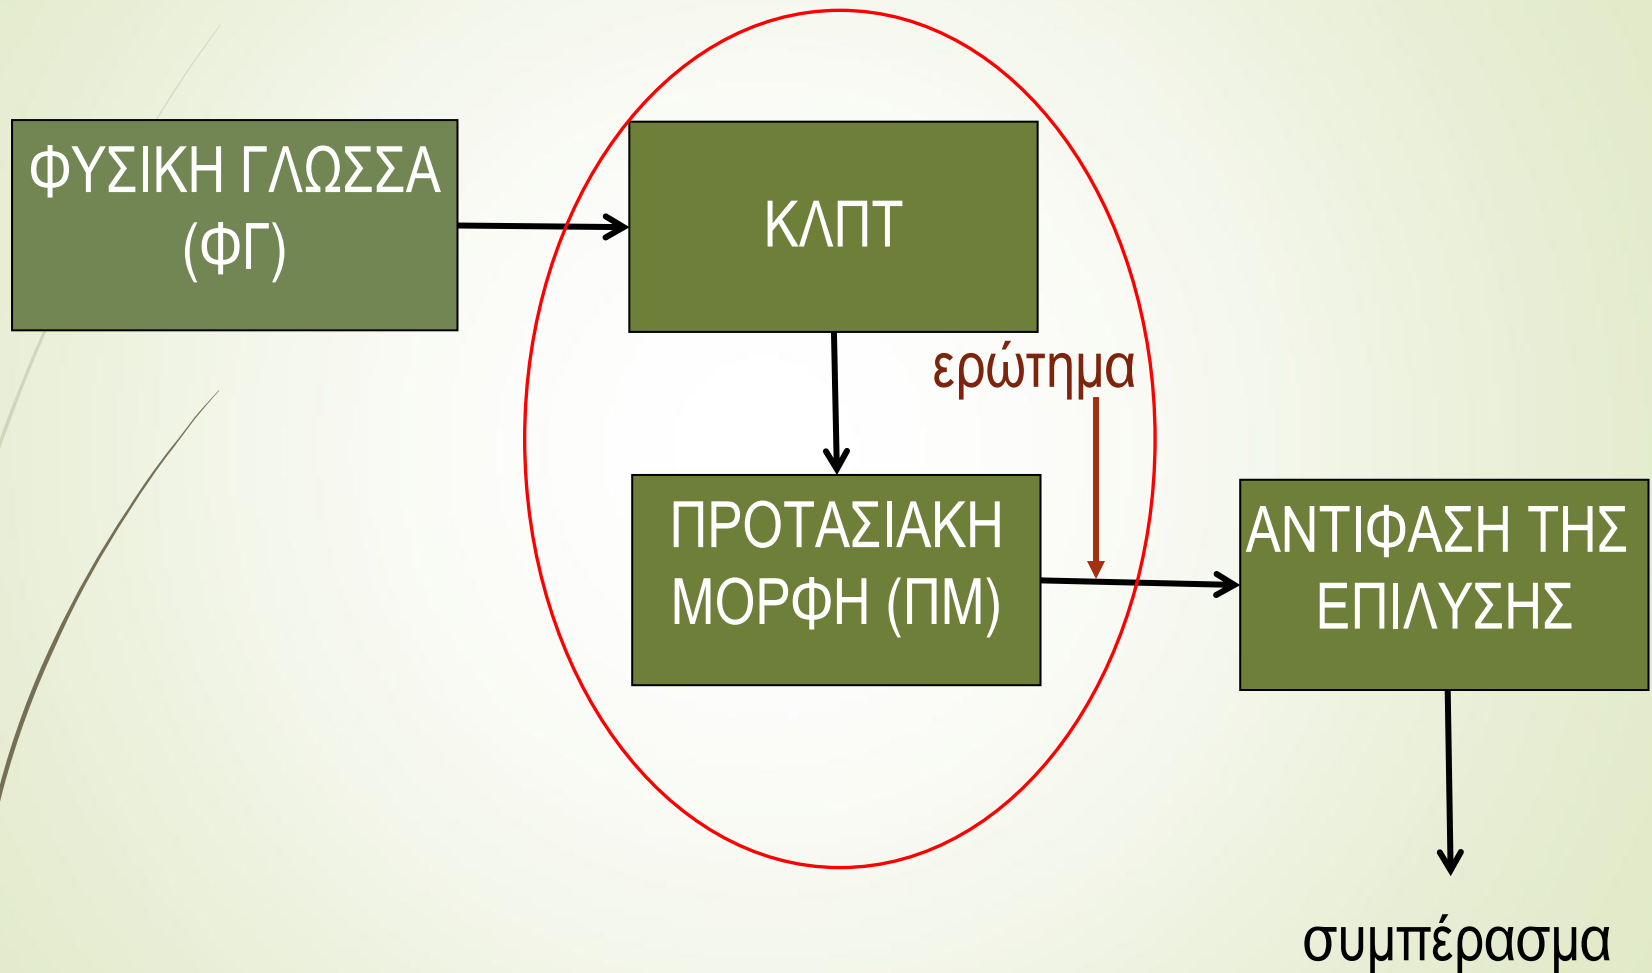 ΦΥΣΙΚΗ ΓΛΩΣΣΑ
(ΦΓ)
ΚΛΠΤ
ερώτημα
ΠΡΟΤΑΣΙΑΚΗ
ΜΟΡΦΗ (ΠΜ)
ΑΝΤΙΦΑΣΗ ΤΗΣ
ΕΠΙΛΥΣΗΣ
συμπέρασμα